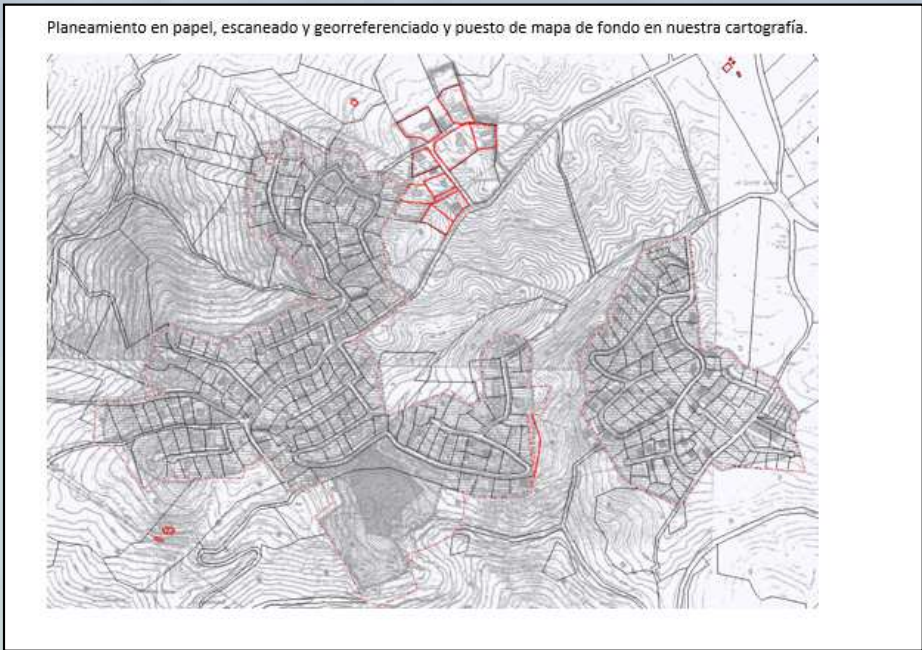 Planeamiento en papel, escaneado y georreferenciado y puesto de mapa de fondo en nuestra cartografía.